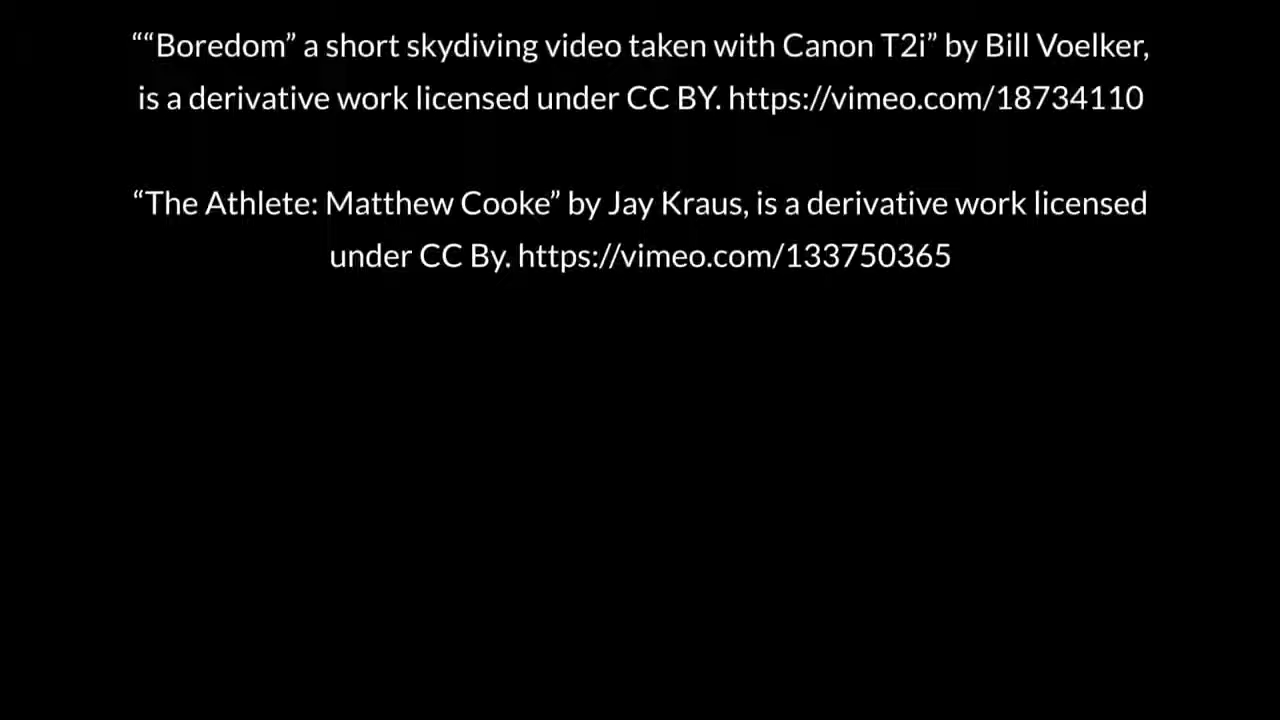 ““Boredom” a short skydiving video taken with Canon T2i” by Bill Voelker,
is a derivative work licensed under CC BY. https://vimeo.com/18734110
“The Athlete: Matthew Cooke” by Jay Kraus, is a derivative work licensed
under CC By. https://vimeo.com/133750365